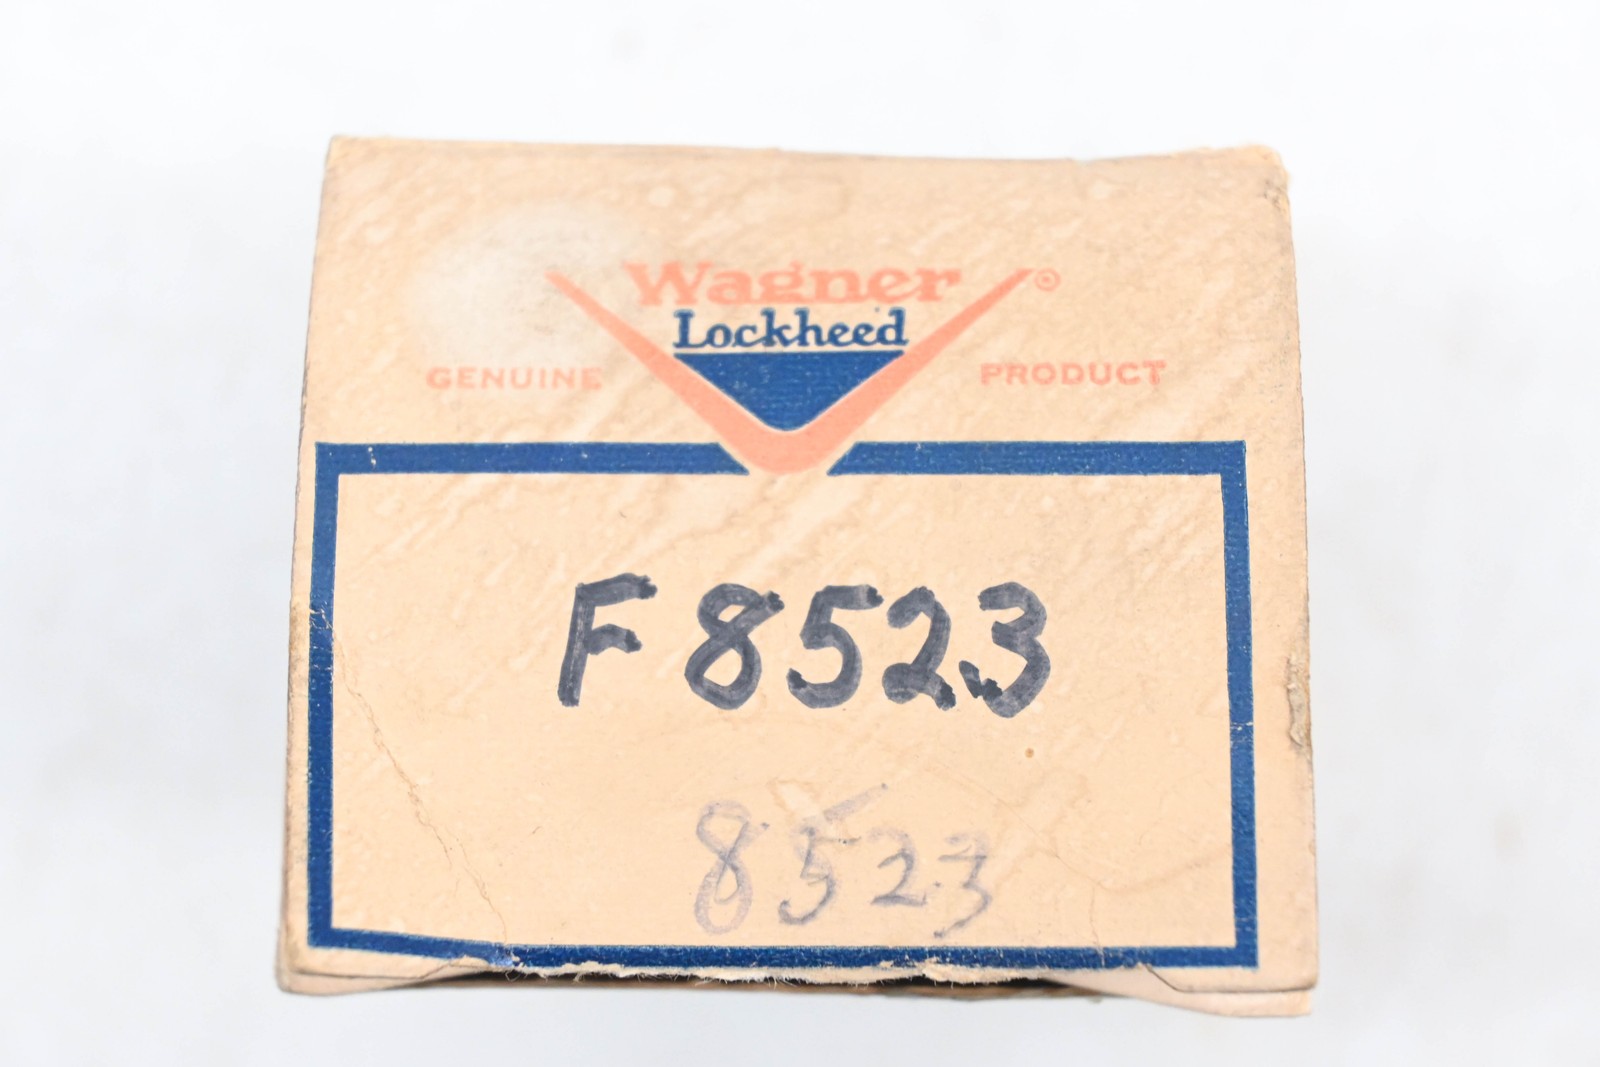 Wagner ®
Lockheed
GENUINE PRODUCT
F 8523
8523